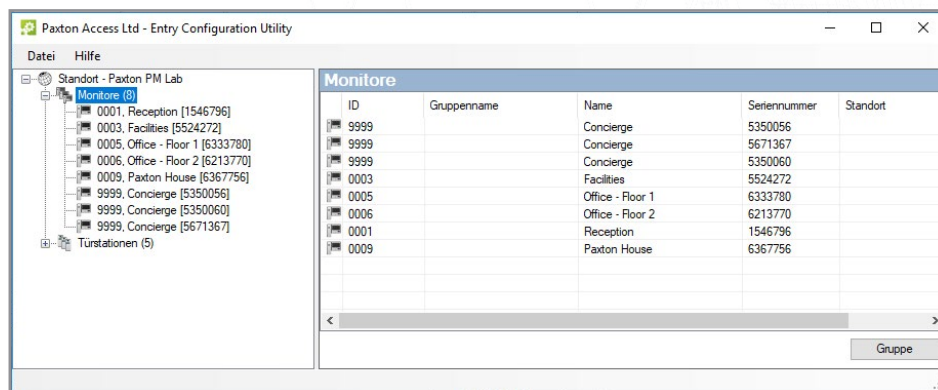 Paxton Access Ltd - Entry Configuration Utility
Datei Hilfe
Standort - Paxton PM Lab
Monitore (8)
0001, Reception [1546796]
0003, Facilities [5524272]
0005, Office - Floor 1 [6333780]
0006, Office - Floor 2 [6213770]
0009, Paxton House [6367756]
9999, Concierge [5350056]
9999, Concierge [5350060]
9999, Concierge [5671367]
Türstationen (5)
Monitore
ID Gruppenname Name Seriennummer Standort
9999 Concierge 5350056
9999 Concierge 5671367
9999 Concierge 5350060
0003 Facilities 5524272
0005 Office - Floor 1 6333780
0006 Office - Floor 2 6213770
0001 Reception 1546796
0009 Paxton House 6367756
Gruppe